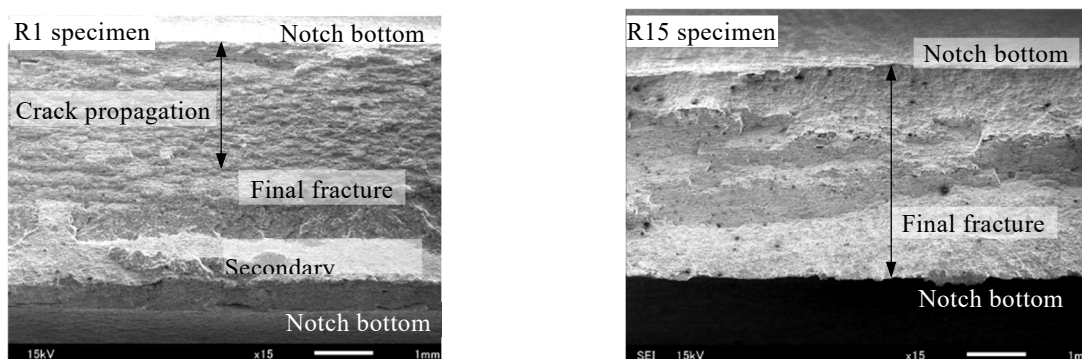 R1 specimen
Notch bottom
Crack propagation
Final fracture
Secondary
Notch bottom
15kV x15 1mm
R15 specimen
Notch bottom
Final fracture
Notch bottom
SEI 15kV x15 1mm